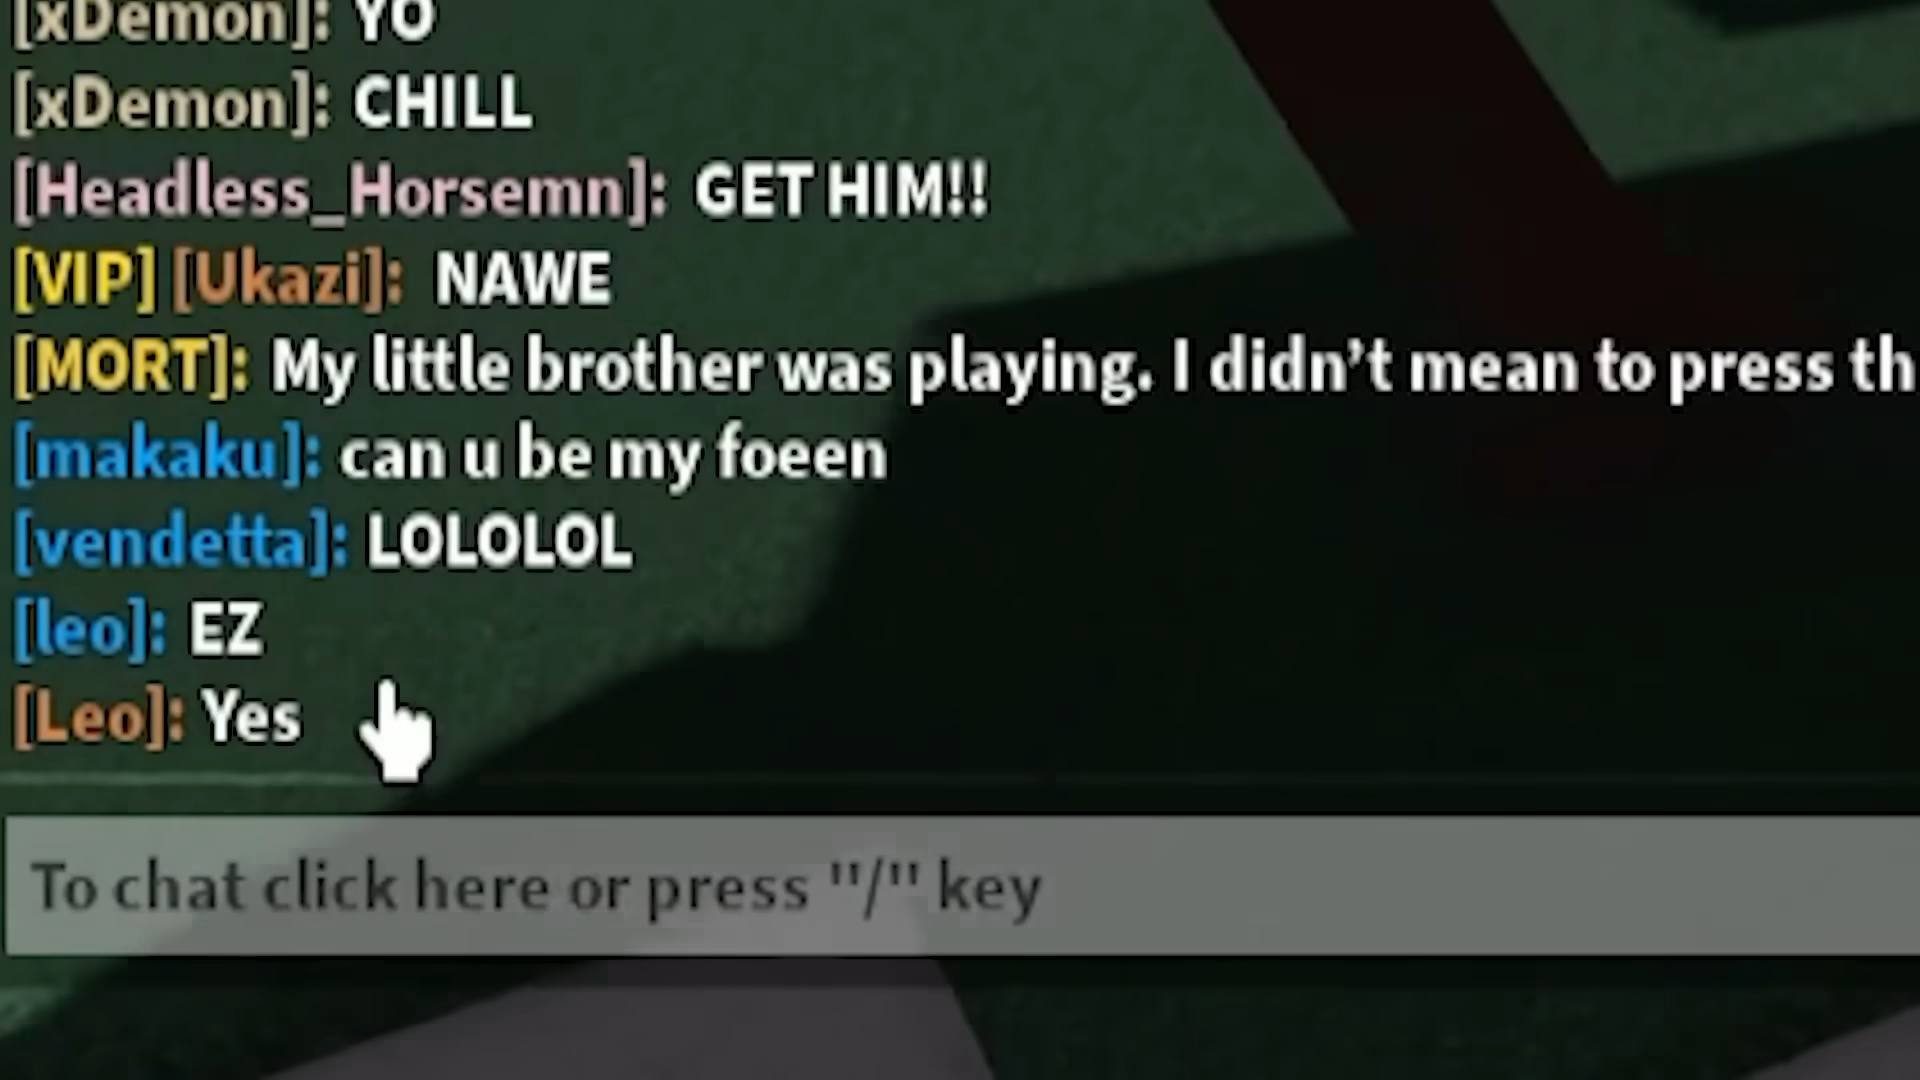 [xDemon]: YO
[xDemon]: CHILL
[Headless_Horsemn]: GET HIM!!
[VIP] [Ukazi]: NAWE
[MORT]: My little brother was playing. I didn’t mean to press th
[makaku]: can u be my foeen
[vendetta]: LOLOLOL
[leo]: EZ
[Leo]: Yes
To chat click here or press "/" key